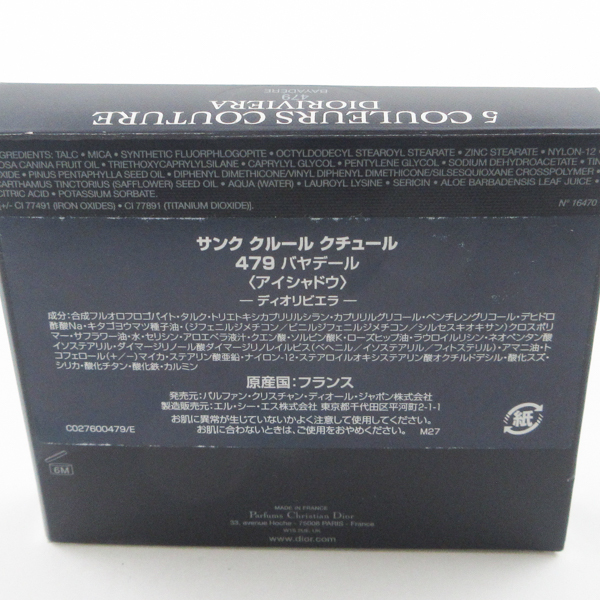 5 COULEURS COUTURE
DIORIVIERA
479
BAYADÈRE
INGREDIENTS: TALC • MICA • SYNTHETIC FLUORPHLOGOPITE • OCTYLDODECYL STEAROYL STEARATE • ZINC STEARATE • NYLON-12 •
ROSA CANINA FRUIT OIL • TRIETHOXYCAPRYLYLSILANE • CAPRYLYL GLYCOL • PENTYLENE GLYCOL • SODIUM DEHYDROACETATE • TIN
OXIDE • PINUS PENTAPHYLLA SEED OIL • DIPHENYL DIMETHICONE/VINYL DIPHENYL DIMETHICONE/SILSESQUIOXANE CROSSPOLYMER •
CARTHAMUS TINCTORIUS (SAFFLOWER) SEED OIL • AQUA (WATER) • LAUROYL LYSINE • SERICIN • ALOE BARBADENSIS LEAF JUICE •
CITRIC ACID • POTASSIUM SORBATE.
[+/- CI 77491 (IRON OXIDES) • CI 77891 (TITANIUM DIOXIDE)].
N° 16470
サンク クルール クチュール
479 バヤデール
〈アイシャドウ〉
— ディオリビエラ —
成分：合成フルオロフロゴパイト・タルク・トリエトキシカプリリルシラン・カプリリルグリコール・ペンチレングリコール・デヒドロ
酢酸Na・キタゴヨウマツ種子油・(ジフェニルジメチコン／ビニルジフェニルジメチコン／シルセスキオキサン)クロスポリ
マー・サフラワー油・水・セリシン・アロエベラ液汁・クエン酸・ソルビン酸K・ローズヒップ油・ラウロイルリシン・ネオペンタン酸
イソステアリル・ダイマージリノール酸ダイマージリノレイルビス(ベヘニル／イソステアリル／フィトステリル)・アマニ油・ト
コフェロール(＋/－)マイカ・ステアリン酸亜鉛・ナイロン-12・ステアロイルオキシステアリン酸オクチルドデシル・酸化スズ・
シリカ・酸化チタン・酸化鉄・カルミン
原産国：フランス
発売元：パルファン・クリスチャン・ディオール・ジャポン株式会社
製造販売元：エル・シー・エス株式会社 東京都千代田区平河町2-1-1
お肌に異常が生じていないかよく注意して使用してください。
お肌に合わないときは、ご使用をおやめください。 M27
CD27600479/E
紙
6M
MADE IN FRANCE
Parfums Christian Dior
33, avenue Hoche - 75008 PARIS - France
www.dior.com